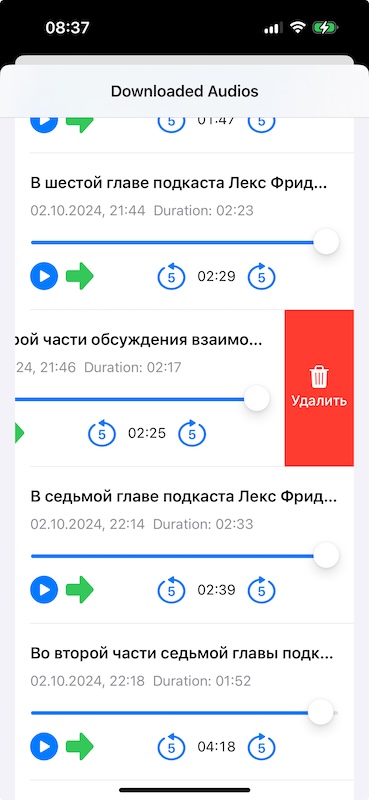 08:37
Downloaded Audios
5 01:47 5
В шестой главе подкаста Лекс Фрид...
02.10.2024, 21:44 Duration: 02:23
5 02:29 5
рой части обсуждения взаимо...
24, 21:46 Duration: 02:17
Удалить
5 02:25 5
В седьмой главе подкаста Лекс Фрид...
02.10.2024, 22:14 Duration: 02:33
5 02:39 5
Во второй части седьмой главы подк...
02.10.2024, 22:18 Duration: 01:52
5 04:18 5